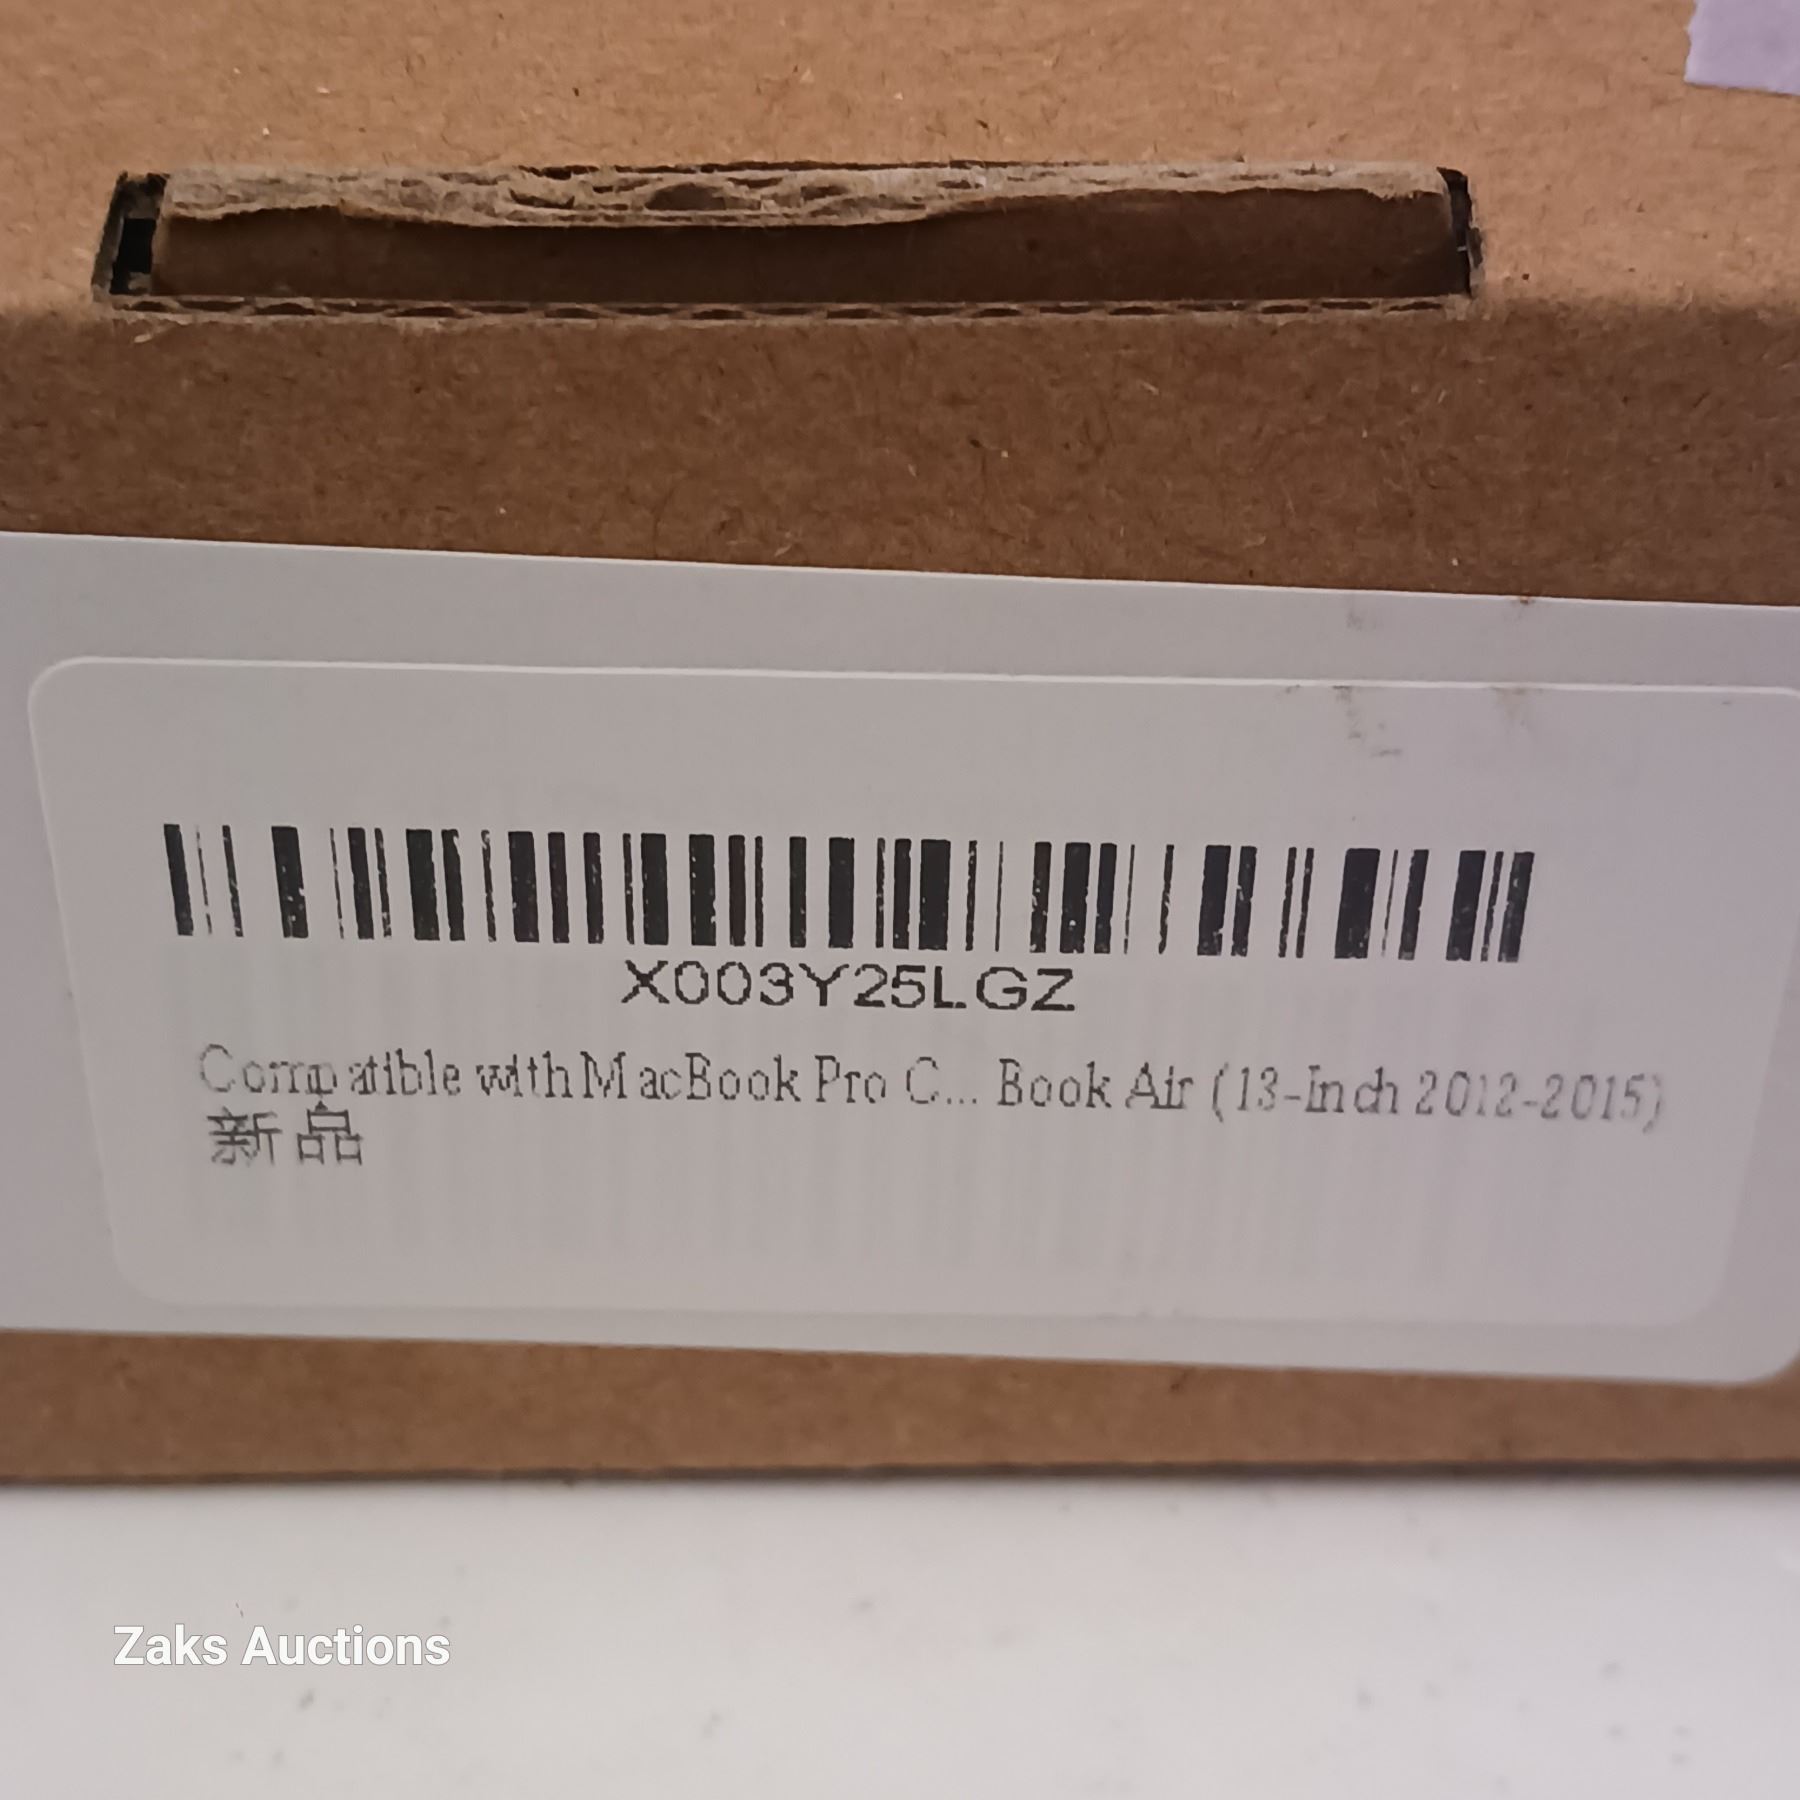 X003Y25LGZ
Compatible with MacBook Pro C... Book Air (13-Inch 2012-2015)
新品
Zaks Auctions